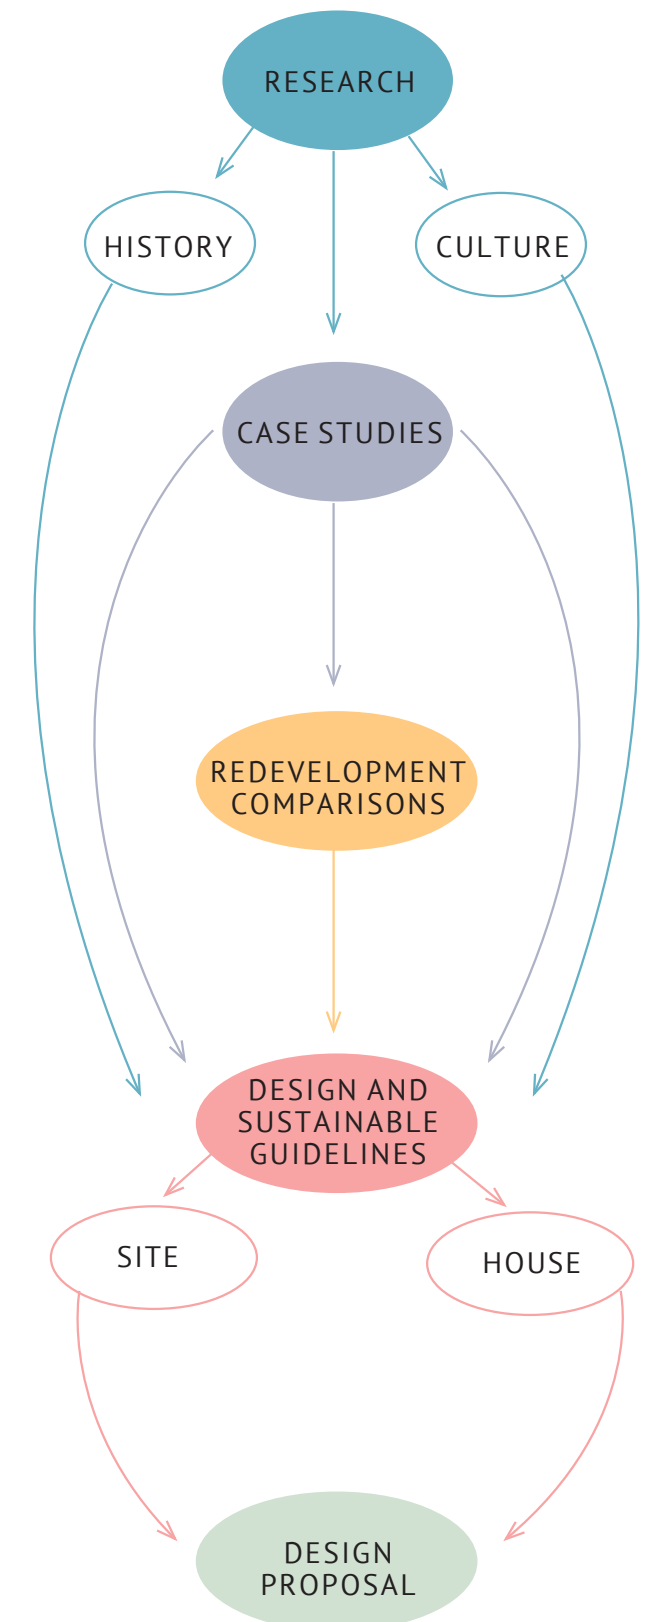 RESEARCH
HISTORY
CULTURE
CASE STUDIES
REDEVELOPMENT
COMPARISONS
DESIGN AND
SUSTAINABLE
GUIDELINES
SITE
HOUSE
DESIGN
PROPOSAL